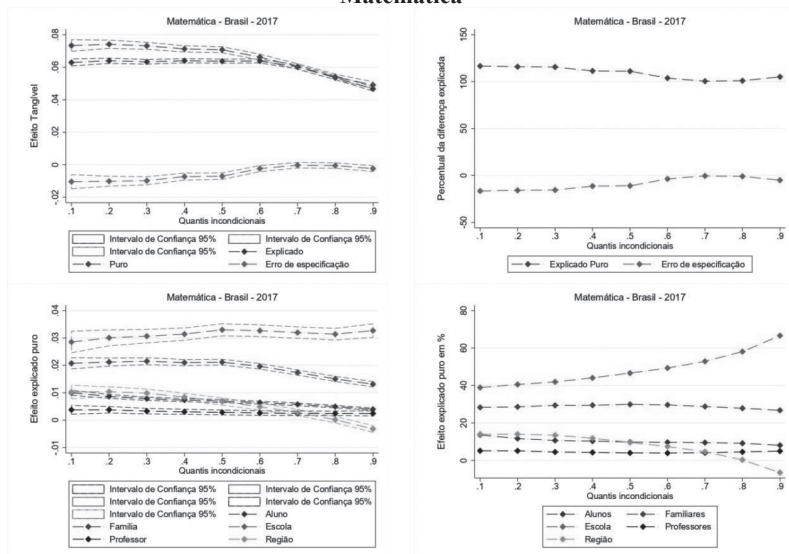 Matemática
Matemática - Brasil - 2017
Efeito Tangível
.08
.06
.04
.02
0
-.02
.1 .2 .3 .4 .5 .6 .7 .8 .9
Quantis incondicionais
Intervalo de Confiança 95% Intervalo de Confiança 95%
Intervalo de Confiança 95% Explicado
Puro Erro de especificação
Matemática - Brasil - 2017
Percentual da diferença explicada
150
100
50
0
-50
.1 .2 .3 .4 .5 .6 .7 .8 .9
Quantis incondicionais
Explicado Puro Erro de especificação
Matemática - Brasil - 2017
Efeito explicado puro
.04
.03
.02
.01
0
-.01
.1 .2 .3 .4 .5 .6 .7 .8 .9
Quantis incondicionais
Intervalo de Confiança 95% Intervalo de Confiança 95%
Intervalo de Confiança 95% Intervalo de Confiança 95%
Intervalo de Confiança 95% Aluno
Família Escola
Professor Região
Matemática - Brasil - 2017
Efeito explicado puro em %
80
60
40
20
0
.1 .2 .3 .4 .5 .6 .7 .8 .9
Quantis incondicionais
Alunos Familiares
Escola Professores
Região